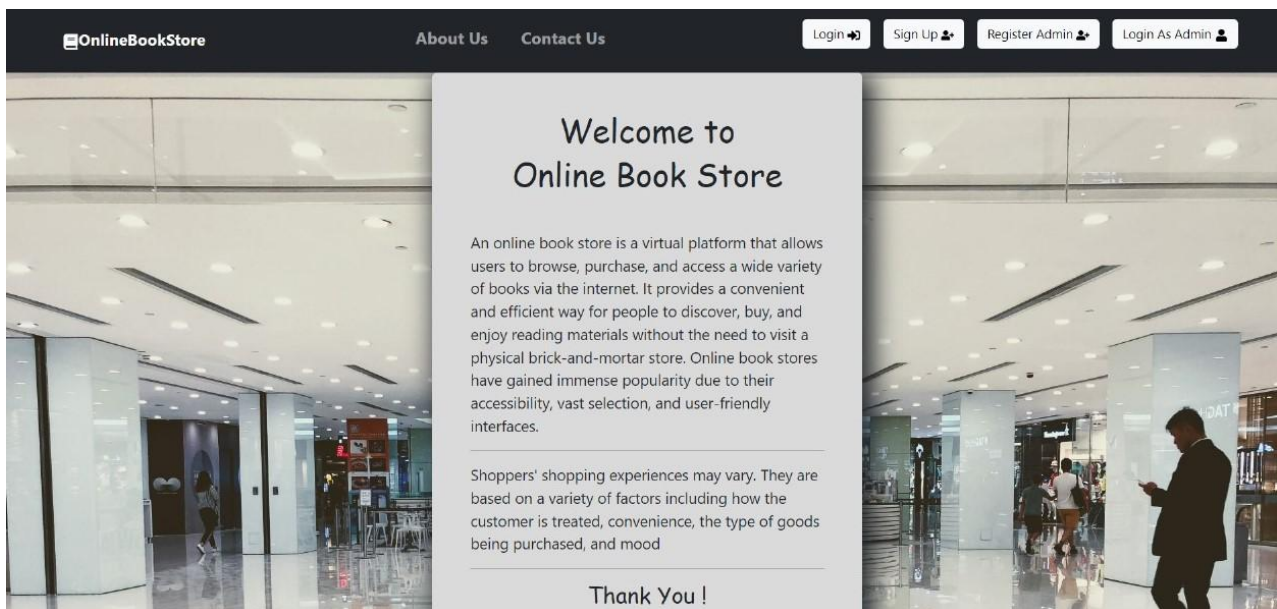 OnlineBookStore
About Us
Contact Us
Login
Sign Up
Register Admin
Login As Admin
Welcome to
Online Book Store
An online book store is a virtual platform that allows
users to browse, purchase, and access a wide variety
of books via the internet. It provides a convenient
and efficient way for people to discover, buy, and
enjoy reading materials without the need to visit a
physical brick-and-mortar store. Online book stores
have gained immense popularity due to their
accessibility, vast selection, and user-friendly
interfaces.
Shoppers' shopping experiences may vary. They are
based on a variety of factors including how the
customer is treated, convenience, the type of goods
being purchased, and mood
Thank You !